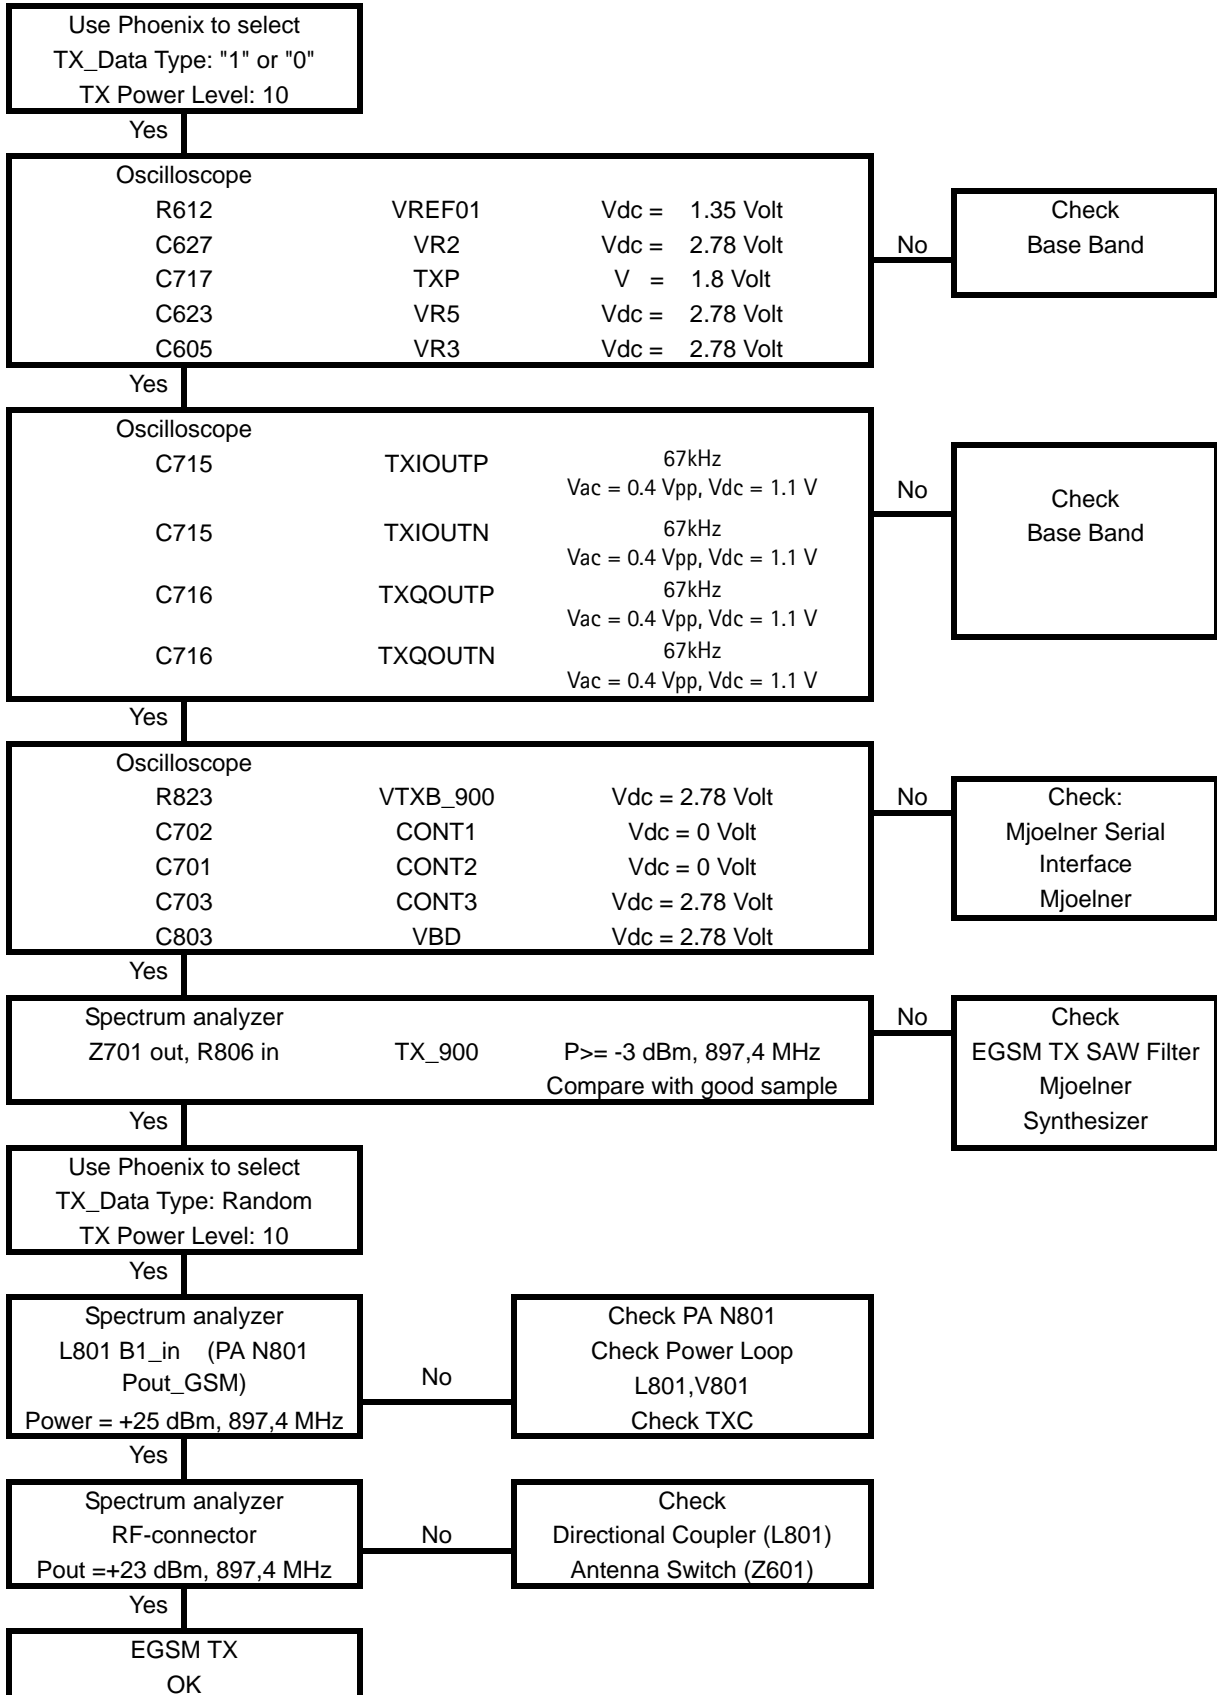 Use Phoenix to select
TX_Data Type: "1" or "0"
TX Power Level: 10
Yes
Oscilloscope
R612 VREF01 Vdc = 1.35 Volt
C627 VR2 Vdc = 2.78 Volt
C717 TXP V = 1.8 Volt
C623 VR5 Vdc = 2.78 Volt
C605 VR3 Vdc = 2.78 Volt
No
Check
Base Band
Yes
Oscilloscope
C715 TXIOUTP 67kHz
Vac = 0.4 Vpp, Vdc = 1.1 V
C715 TXIOUTN 67kHz
Vac = 0.4 Vpp, Vdc = 1.1 V
C716 TXQOUTP 67kHz
Vac = 0.4 Vpp, Vdc = 1.1 V
C716 TXQOUTN 67kHz
Vac = 0.4 Vpp, Vdc = 1.1 V
No
Check
Base Band
Yes
Oscilloscope
R823 VTXB_900 Vdc = 2.78 Volt
C702 CONT1 Vdc = 0 Volt
C701 CONT2 Vdc = 0 Volt
C703 CONT3 Vdc = 2.78 Volt
C803 VBD Vdc = 2.78 Volt
No
Check:
Mjoelner Serial
Interface
Mjoelner
Yes
Spectrum analyzer
Z701 out, R806 in TX_900 P>= -3 dBm, 897,4 MHz
Compare with good sample
No
Check
EGSM TX SAW Filter
Mjoelner
Synthesizer
Yes
Use Phoenix to select
TX_Data Type: Random
TX Power Level: 10
Yes
Spectrum analyzer
L801 B1_in (PA N801
Pout_GSM)
Power = +25 dBm, 897,4 MHz
No
Check PA N801
Check Power Loop
L801,V801
Check TXC
Yes
Spectrum analyzer
RF-connector
Pout =+23 dBm, 897,4 MHz
No
Check
Directional Coupler (L801)
Antenna Switch (Z601)
Yes
EGSM TX
OK